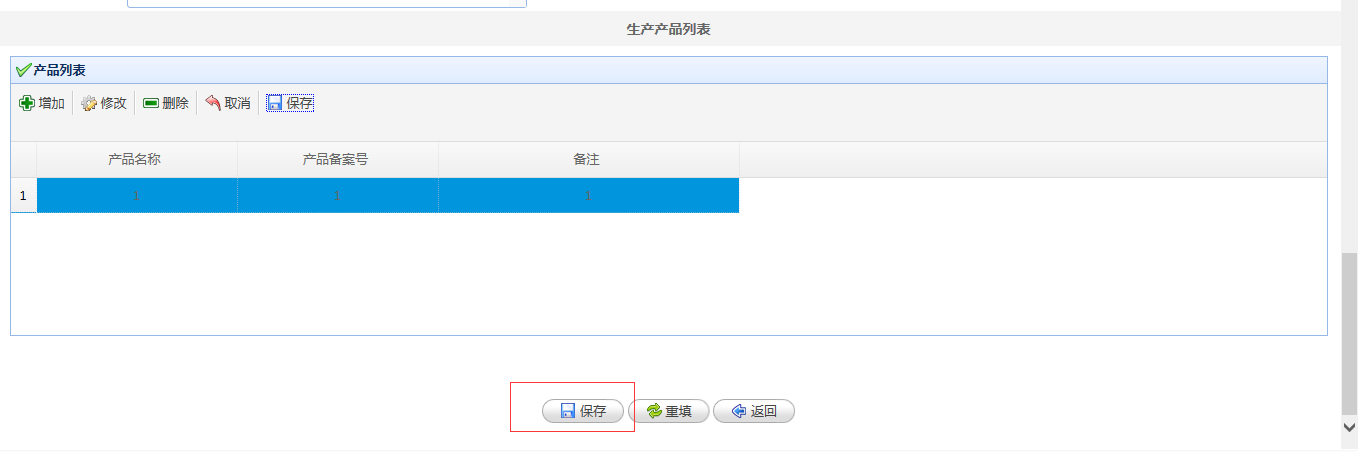 生产产品列表
产品列表
增加 修改 删除 取消 保存
产品名称 产品备案号 备注
1 1 1 1
保存 重填 返回